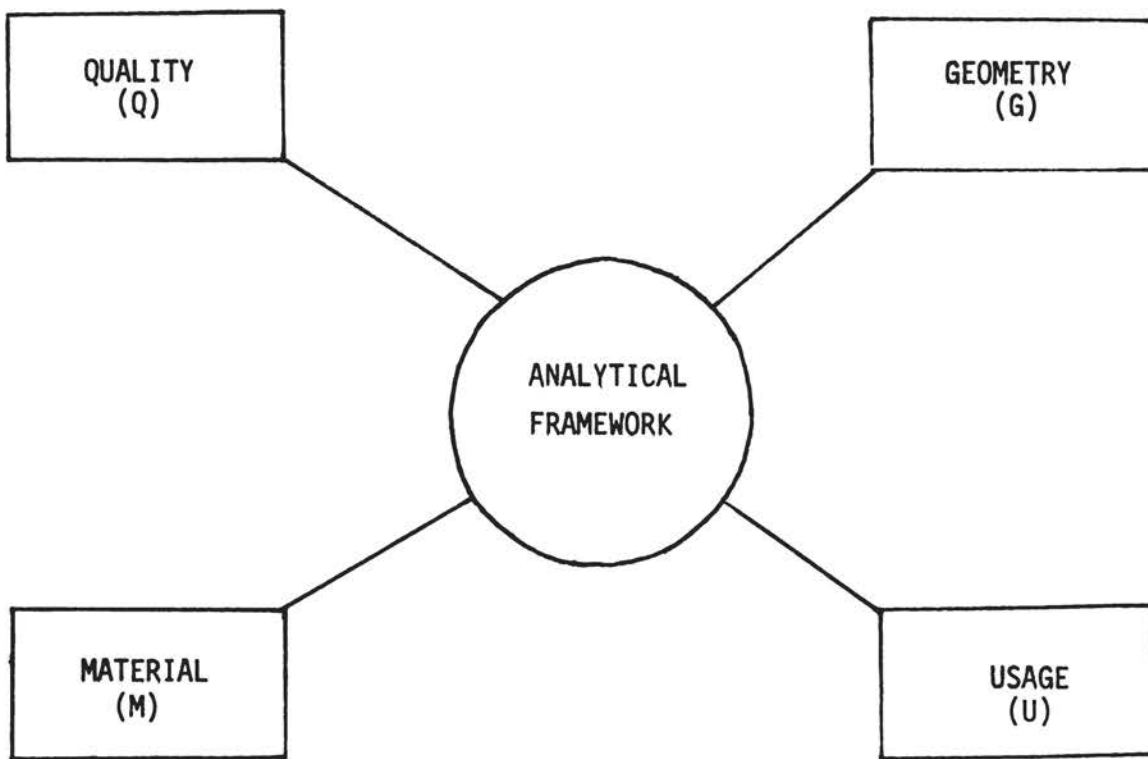 QUALITY
(Q)
GEOMETRY
(G)
ANALYTICAL
FRAMEWORK
MATERIAL
(M)
USAGE
(U)